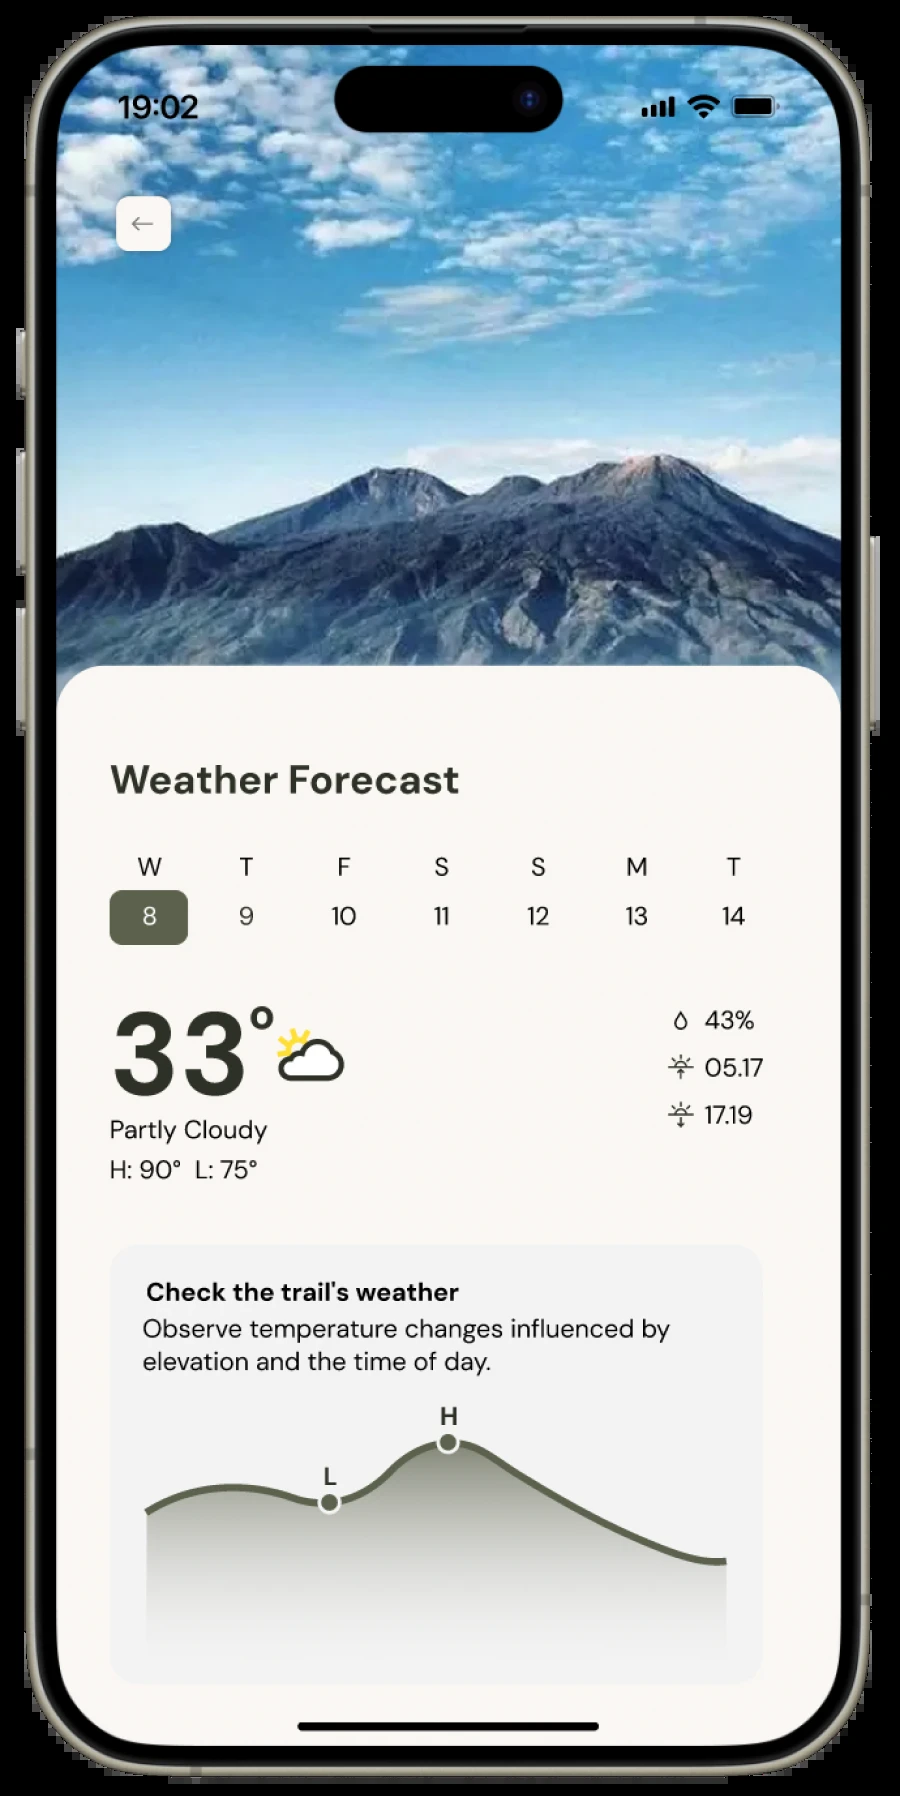 19:02
Weather Forecast
W T F S S M T
8 9 10 11 12 13 14
33°
43%
05.17
17.19
Partly Cloudy
H: 90° L: 75°
Check the trail's weather
Observe temperature changes influenced by
elevation and the time of day.
H
L